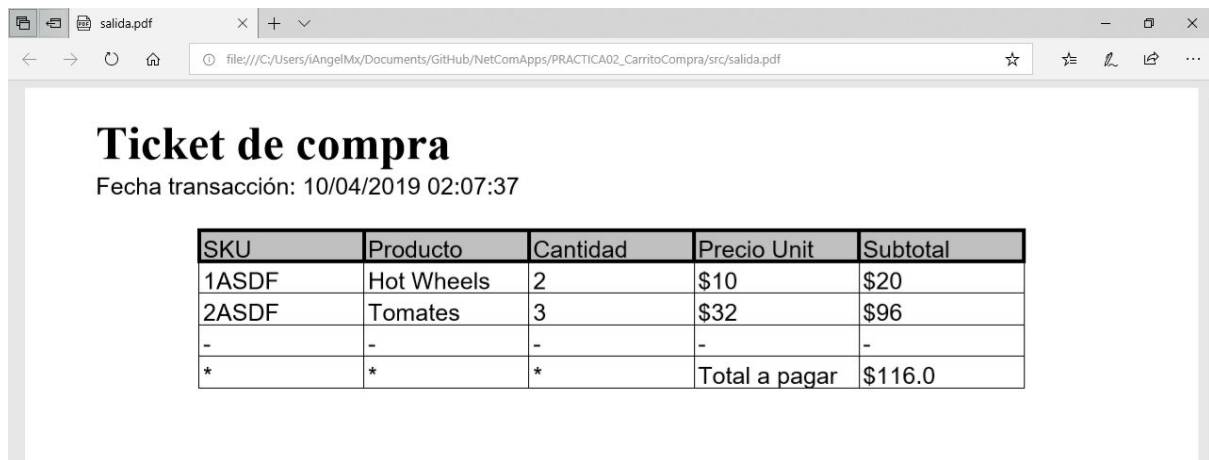 salida.pdf
file:///C:/Users/iAngelMx/Documents/GitHub/NetComApps/PRACTICA02_CarritoCompra/src/salida.pdf
Ticket de compra
Fecha transacción: 10/04/2019 02:07:37
SKU Producto Cantidad Precio Unit Subtotal
1ASDF Hot Wheels 2 $10 $20
2ASDF Tomates 3 $32 $96
- - - - -
* * * Total a pagar $116.0